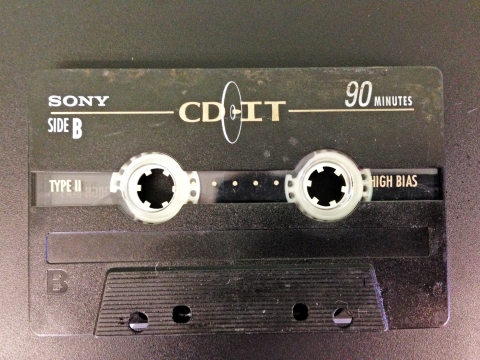 SONY
CD IT
90 MINUTES
SIDE B
TYPE II
HIGH BIAS
B